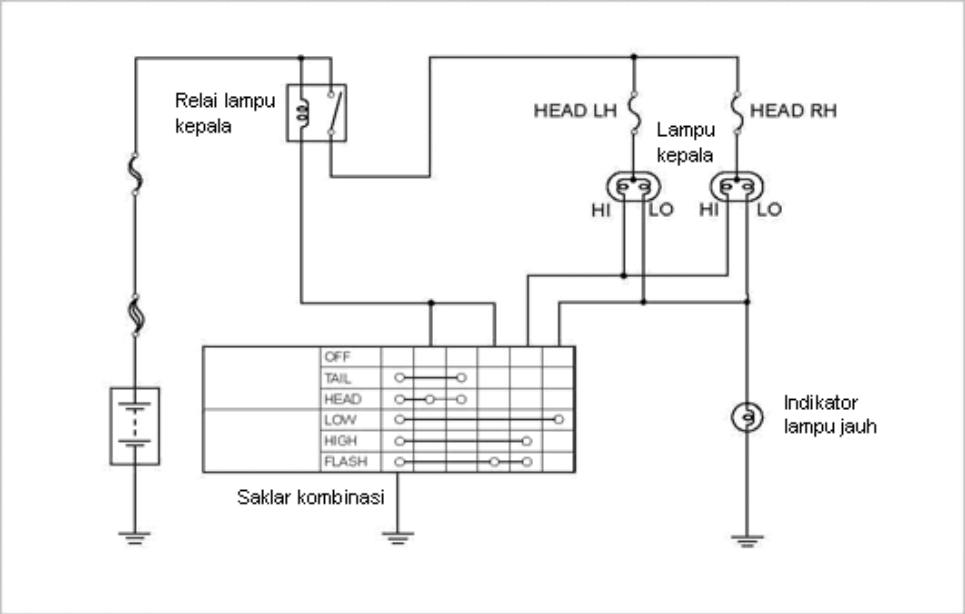 Relai lampu
kepala
HEAD LH
HEAD RH
Lampu
kepala
HI
LO
HI
LO
OFF
TAIL
HEAD
LOW
HIGH
FLASH
Saklar kombinasi
Indikator
lampu jauh